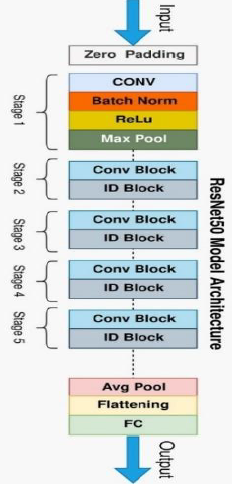 Input
Zero Padding
Stage 1
CONV
Batch Norm
ReLu
Max Pool
Stage 2
Conv Block
ID Block
Stage 3
Conv Block
ID Block
Stage 4
Conv Block
ID Block
Stage 5
Conv Block
ID Block
ResNet50 Model Architecture
Avg Pool
Flattening
FC
Output